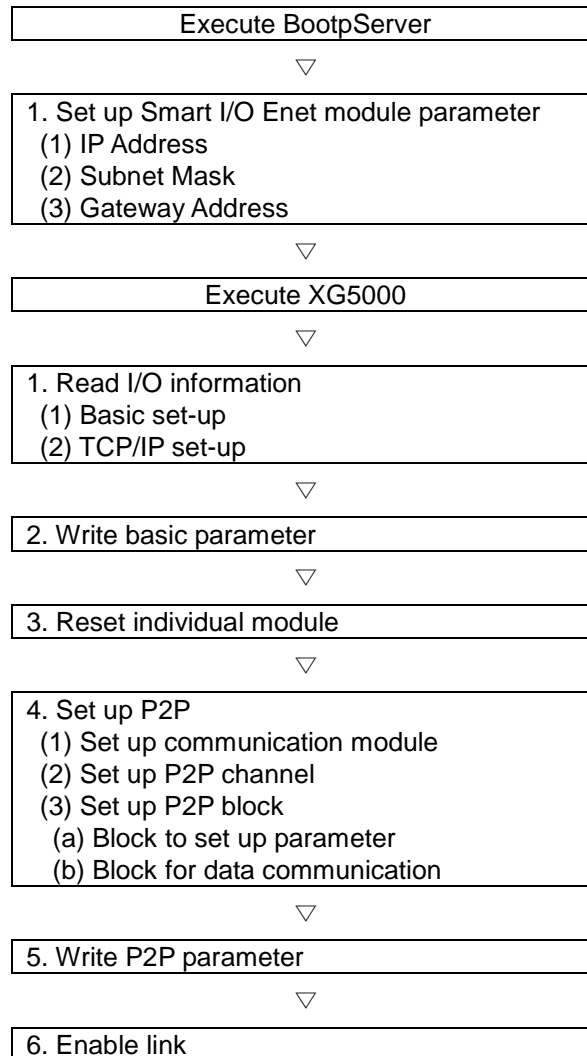 Execute BootpServer
1. Set up Smart I/O Enet module parameter
(1) IP Address
(2) Subnet Mask
(3) Gateway Address
Execute XG5000
1. Read I/O information
(1) Basic set-up
(2) TCP/IP set-up
2. Write basic parameter
3. Reset individual module
4. Set up P2P
(1) Set up communication module
(2) Set up P2P channel
(3) Set up P2P block
(a) Block to set up parameter
(b) Block for data communication
5. Write P2P parameter
6. Enable link